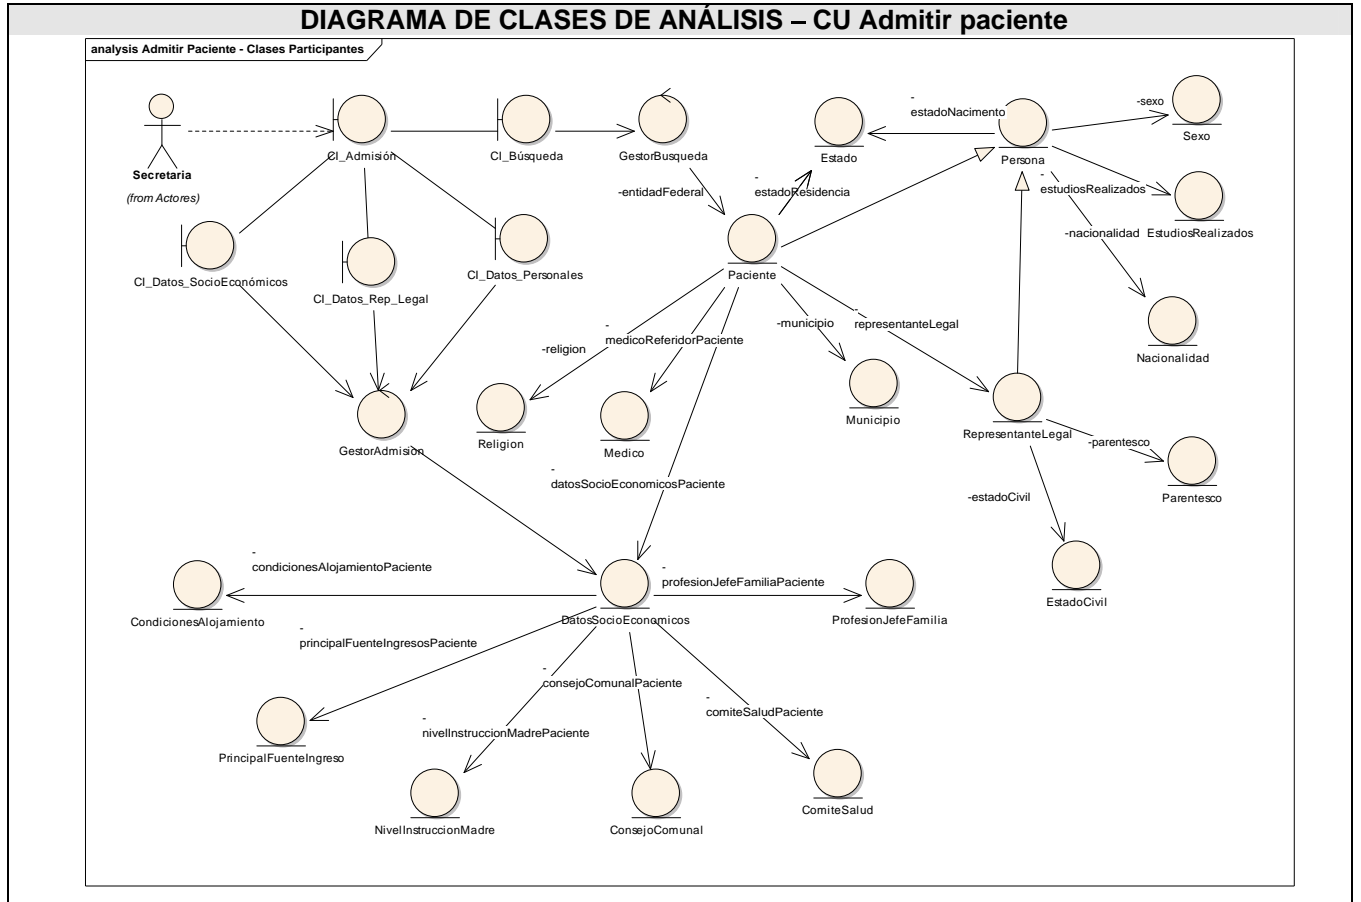 DIAGRAMA DE CLASES DE ANÁLISIS – CU Admitir paciente
analysis Admitir Paciente - Clases Participantes
-estadoNacimento
-sexo
Sexo
CI_Admisión
CI_Búsqueda
GestorBusqueda
Estado
Persona
Secretaria
(from Actores)
-entidadFederal
-estadoResidencia
-estudiosRealizados
EstudiosRealizados
-nacionalidad
CI_Datos_SocioEconómicos
CI_Datos_Rep_Legal
CI_Datos_Personales
Paciente
-religion
-medicoReferidorPaciente
-municipio
-representanteLegal
Nacionalidad
GestorAdmisión
Religion
Medico
Municipio
RepresentanteLegal
-parentesco
Parentesco
-datosSocioEconomicosPaciente
-estadoCivil
EstadoCivil
-condicionesAlojamientoPaciente
-profesionJefeFamiliaPaciente
CondicionesAlojamiento
DatosSocioEconomicos
ProfesionJefeFamilia
-principalFuenteIngresosPaciente
-consejoComunalPaciente
-comiteSaludPaciente
-nivelInstruccionMadrePaciente
PrincipalFuenteIngreso
NivelInstruccionMadre
ConsejoComunal
ComiteSalud